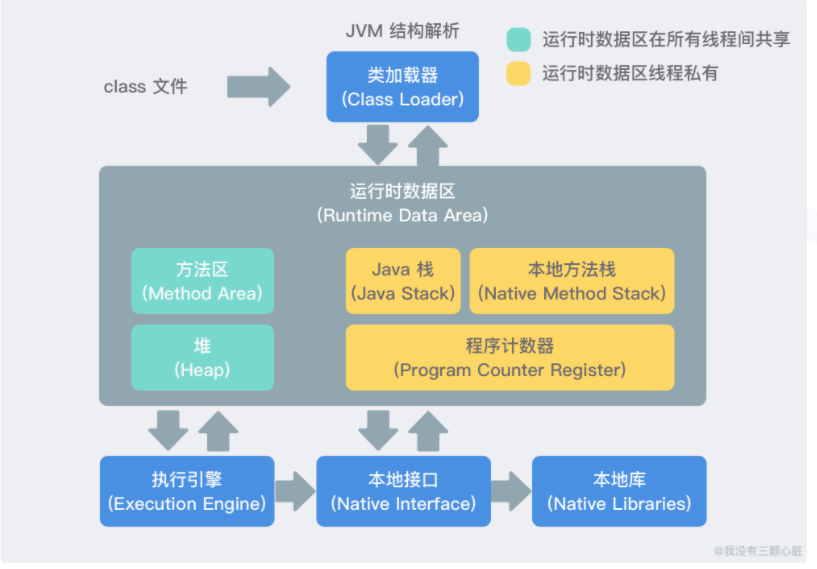 JVM 结构解析
运行时数据区在所有线程间共享
运行时数据区线程私有
class 文件
类加载器
(Class Loader)
运行时数据区
(Runtime Data Area)
方法区
(Method Area)
Java 栈
(Java Stack)
本地方法栈
(Native Method Stack)
堆
(Heap)
程序计数器
(Program Counter Register)
执行引擎
(Execution Engine)
本地接口
(Native Interface)
本地库
(Native Libraries)
@我没有三颗心脏